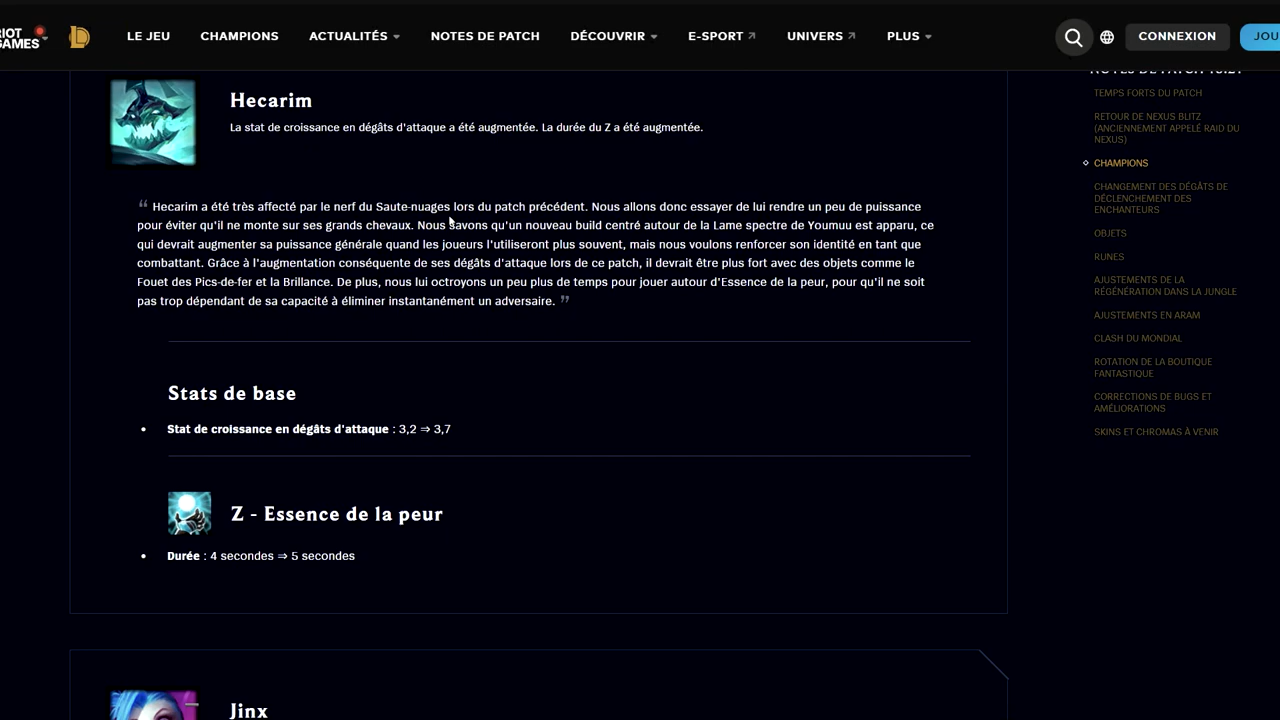 RIOT
GAMES
LE JEU
CHAMPIONS
ACTUALITÉS
NOTES DE PATCH
DÉCOUVRIR
E-SPORT
UNIVERS
PLUS
CONNEXION
JOU
Hecarim
La stat de croissance en dégâts d'attaque a été augmentée. La durée du Z a été augmentée.
“ Hecarim a été très affecté par le nerf du Saute-nuages lors du patch précédent. Nous allons donc essayer de lui rendre un peu de puissance
pour éviter qu'il ne monte sur ses grands chevaux. Nous savons qu'un nouveau build centré autour de la Lame spectre de Youmuu est apparu, ce
qui devrait augmenter sa puissance générale quand les joueurs l'utiliseront plus souvent, mais nous voulons renforcer son identité en tant que
combattant. Grâce à l'augmentation conséquente de ses dégâts d'attaque lors de ce patch, il devrait être plus fort avec des objets comme le
Fouet des Pics-de-fer et la Brillance. De plus, nous lui octroyons un peu plus de temps pour jouer autour d'Essence de la peur, pour qu'il ne soit
pas trop dépendant de sa capacité à éliminer instantanément un adversaire. ”
Stats de base
• Stat de croissance en dégâts d'attaque : 3,2 ⇒ 3,7
Z - Essence de la peur
• Durée : 4 secondes ⇒ 5 secondes
Jinx
NOTES DE PATCH
TEMPS FORTS DU PATCH
RETOUR DE NEXUS BLITZ
(ANCIENNEMENT APPELÉ RAID DU
NEXUS)
CHAMPIONS
CHANGEMENT DES DÉGÂTS DE
DÉCLENCHEMENT DES
ENCHANTEURS
OBJETS
RUNES
AJUSTEMENTS DE LA
RÉGÉNÉRATION DANS LA JUNGLE
AJUSTEMENTS EN ARAM
CLASH DU MONDIAL
ROTATION DE LA BOUTIQUE
FANTASTIQUE
CORRECTIONS DE BUGS ET
AMÉLIORATIONS
SKINS ET CHROMAS À VENIR